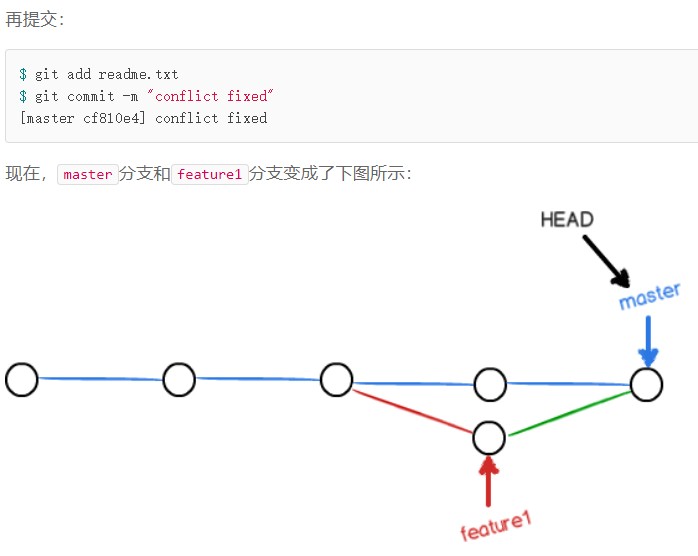 再提交：
$ git add readme.txt
$ git commit -m "conflict fixed"
[master cf810e4] conflict fixed
现在，master分支和feature1分支变成了下图所示：
HEAD
master
feature1